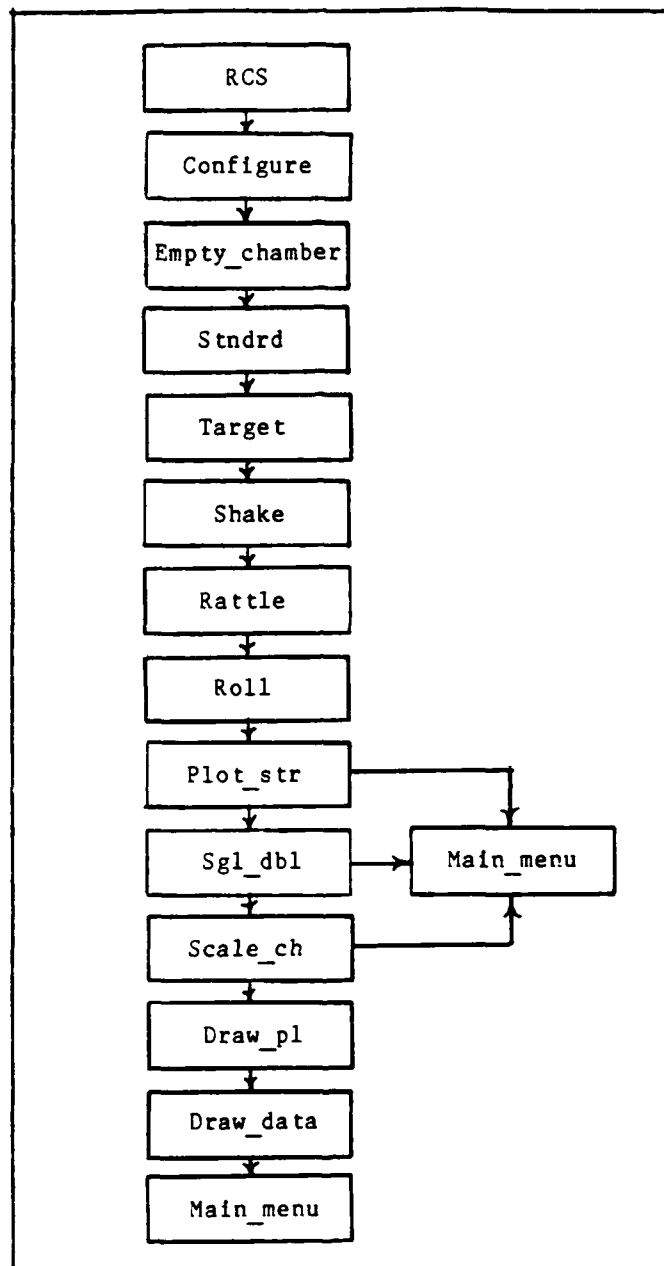 RCS
Configure
Empty_chamber
Stndrd
Target
Shake
Rattle
Roll
Plot_str
Sgl_dbl
Main_menu
Scale_ch
Draw_pl
Draw_data
Main_menu